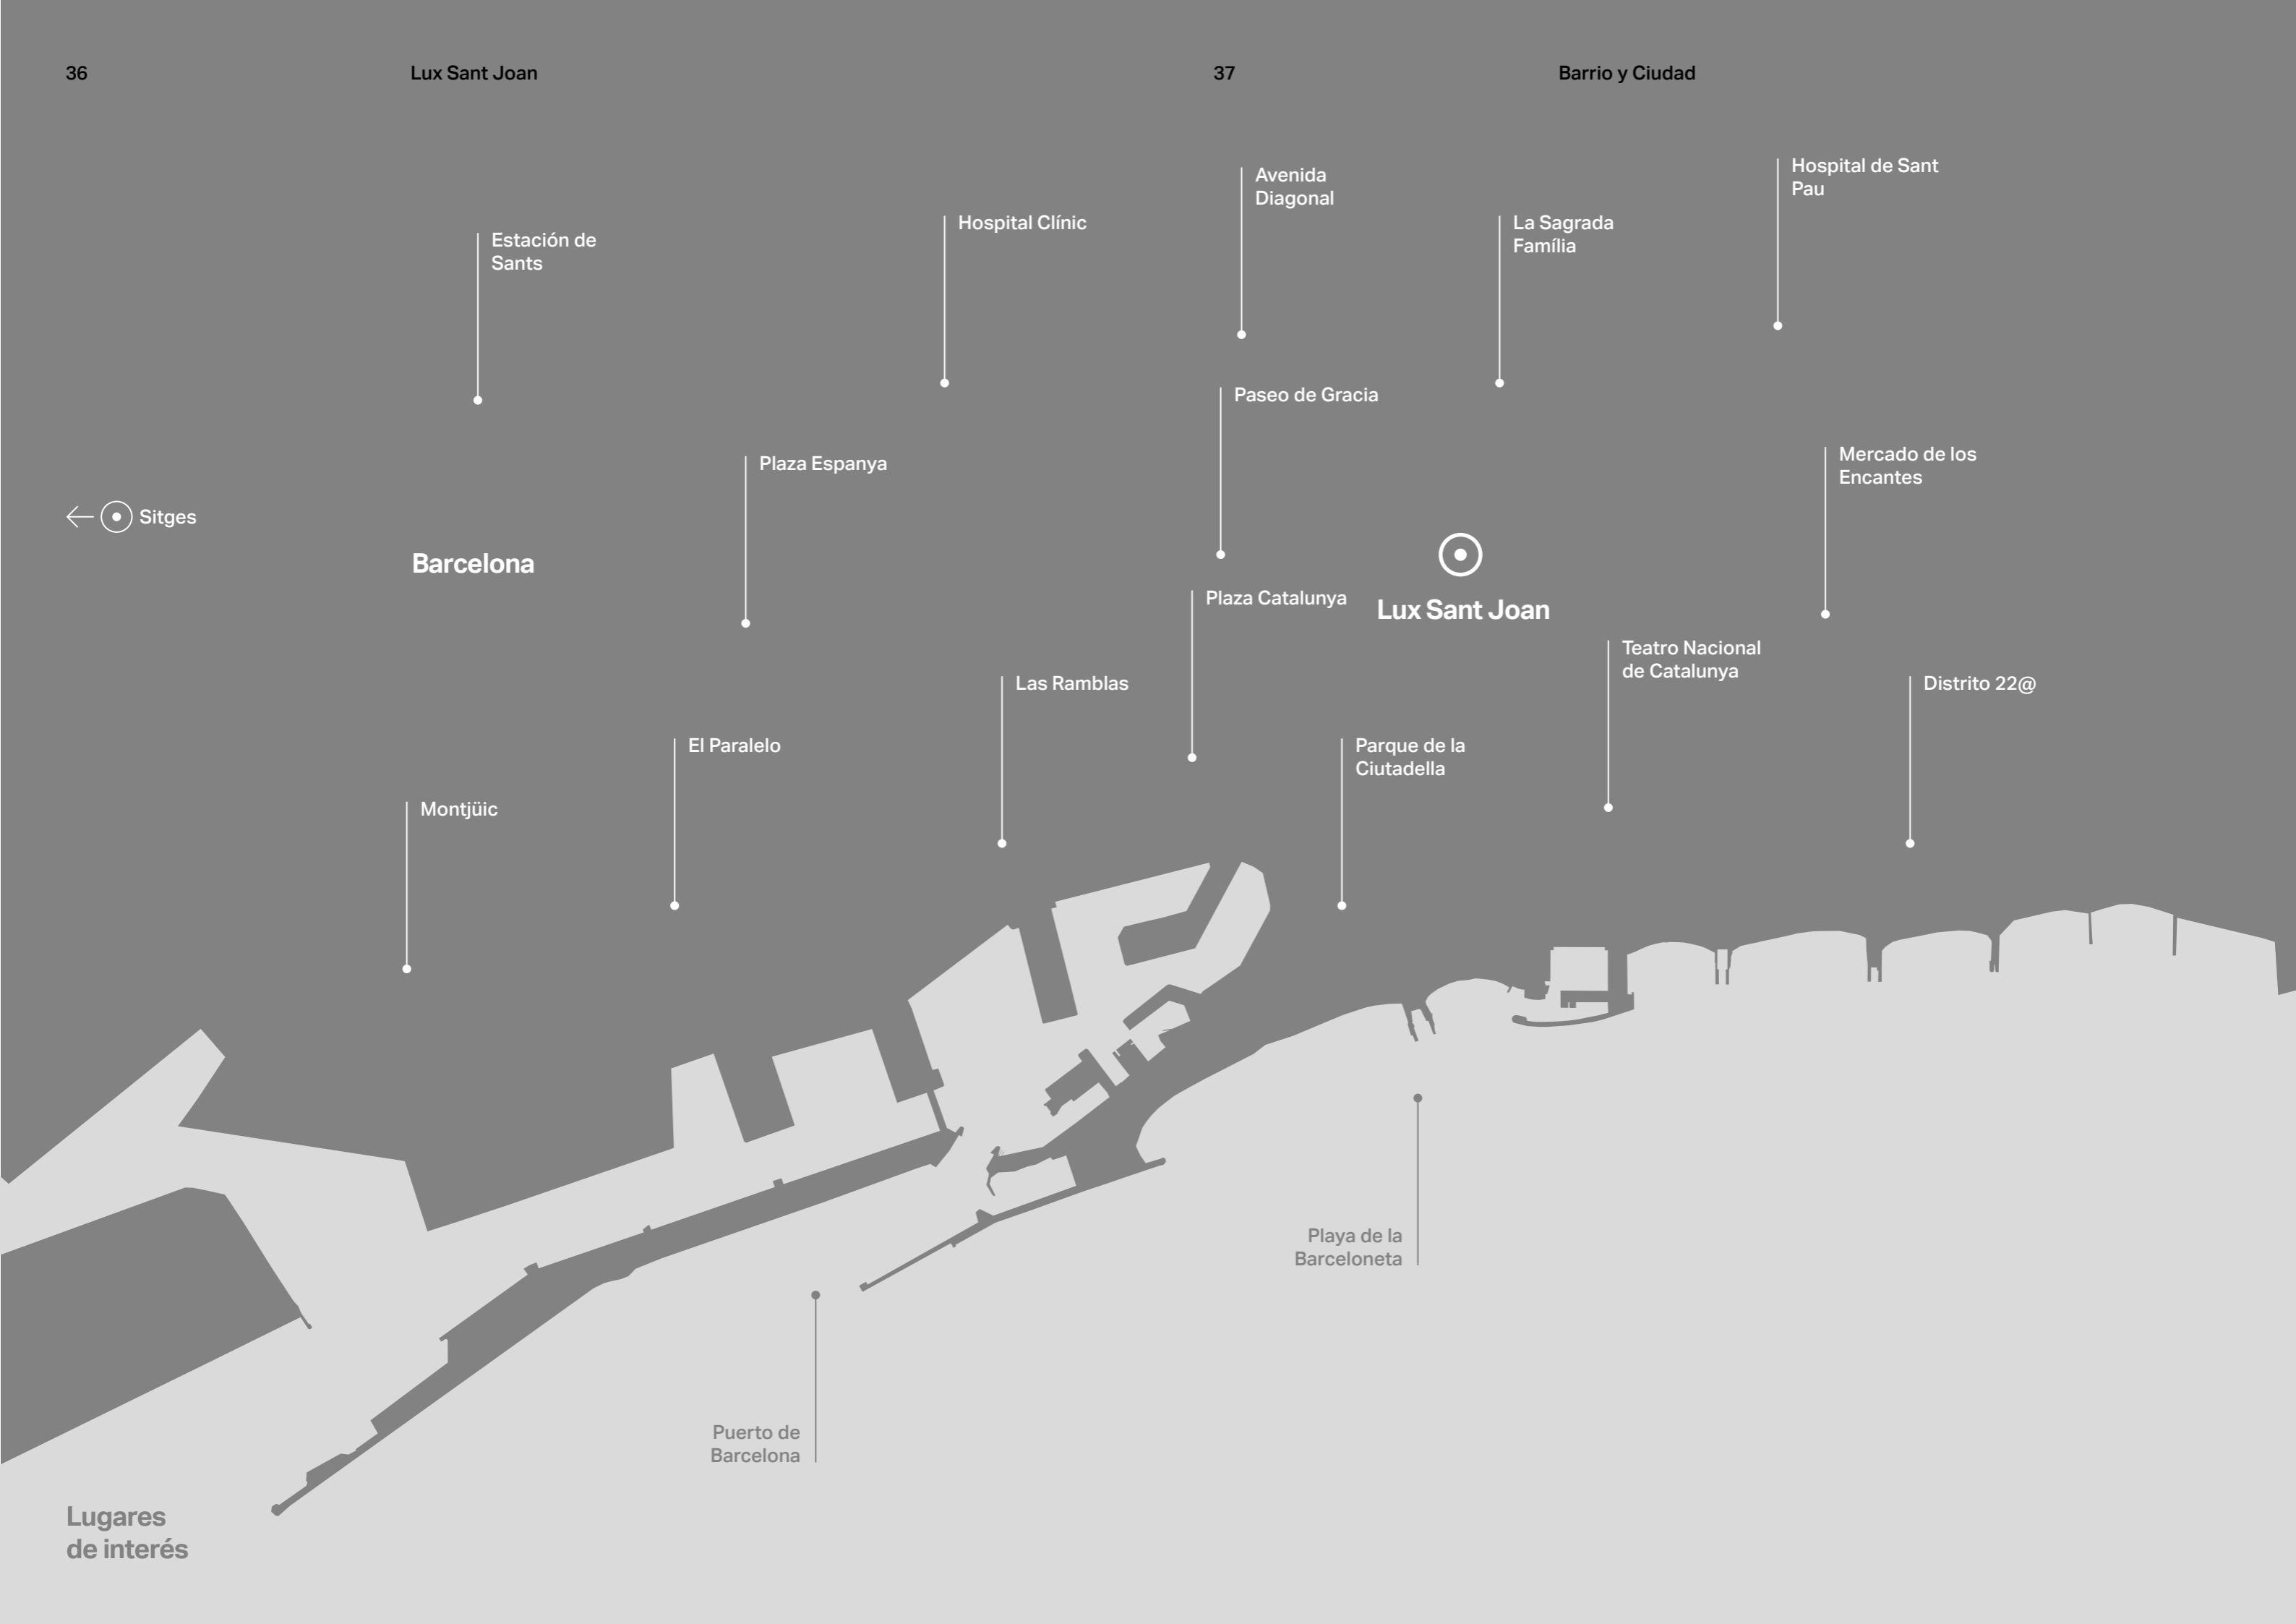 36
Lux Sant Joan
37
Barrio y Ciudad
Hospital de Sant
Pau
Avenida
Diagonal
Hospital Clínic
La Sagrada
Família
Estación de
Sants
Paseo de Gracia
Mercado de los
Encantes
Plaza Espanya
Sitges
Barcelona
Plaza Catalunya
Lux Sant Joan
Teatro Nacional
de Catalunya
Las Ramblas
Distrito 22@
El Paralelo
Parque de la
Ciutadella
Montjüic
Playa de la
Barceloneta
Puerto de
Barcelona
Lugares
de interés